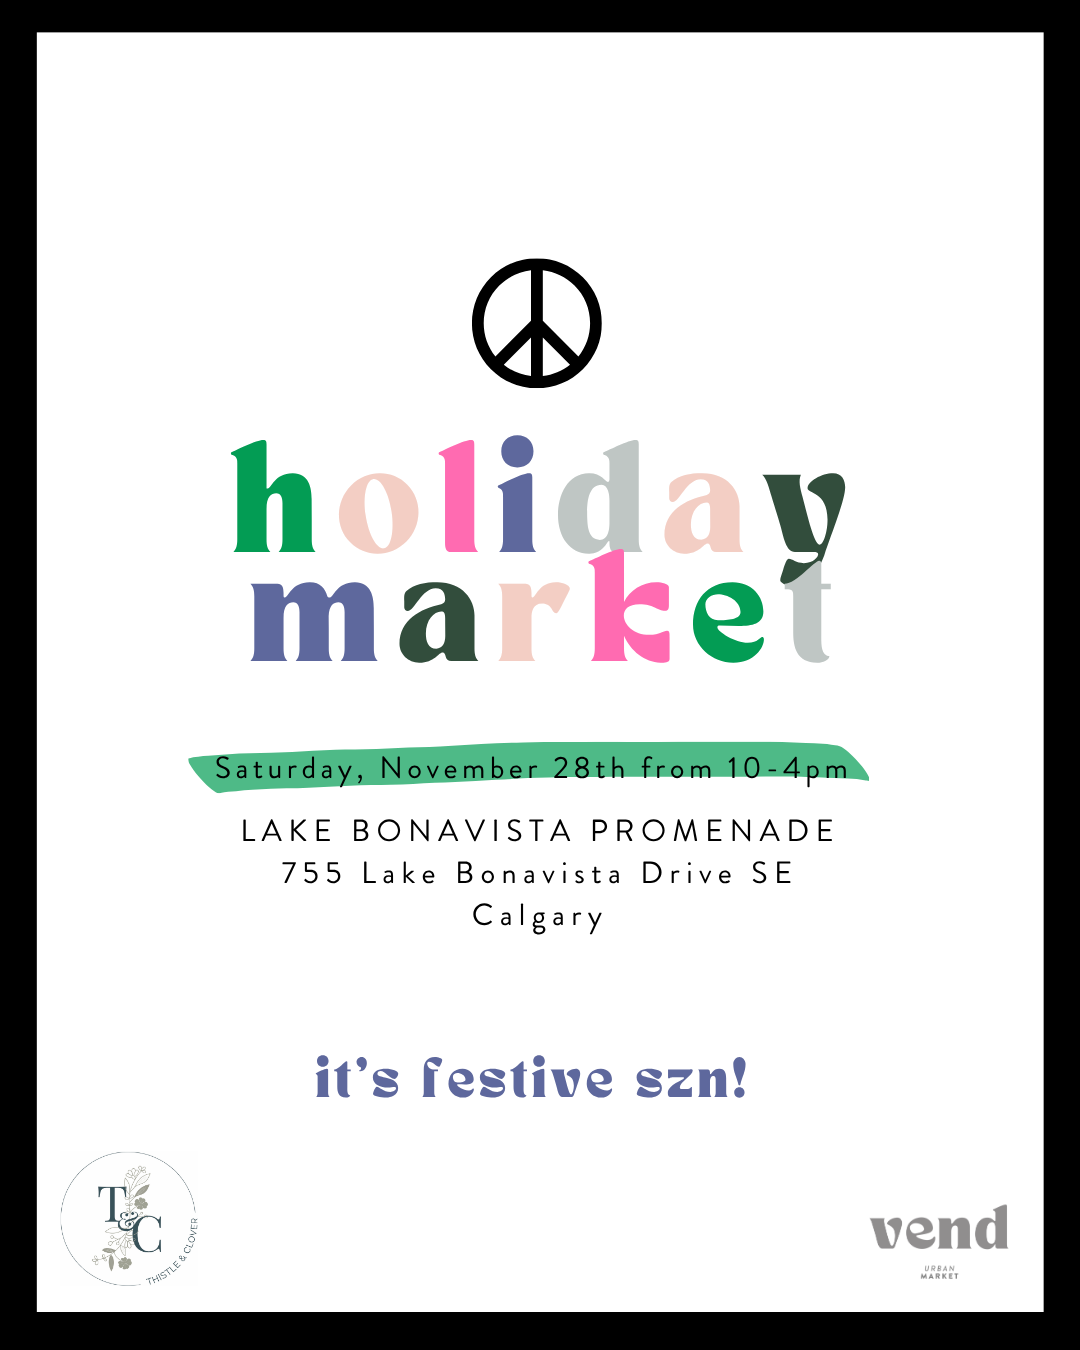 holiday
market
Saturday, November 28th from 10-4pm
LAKE BONAVISTA PROMENADE
755 Lake Bonavista Drive SE
Calgary
it's festive szn!
T&C
THISTLE & CLOVER
vend
URBAN
MARKET